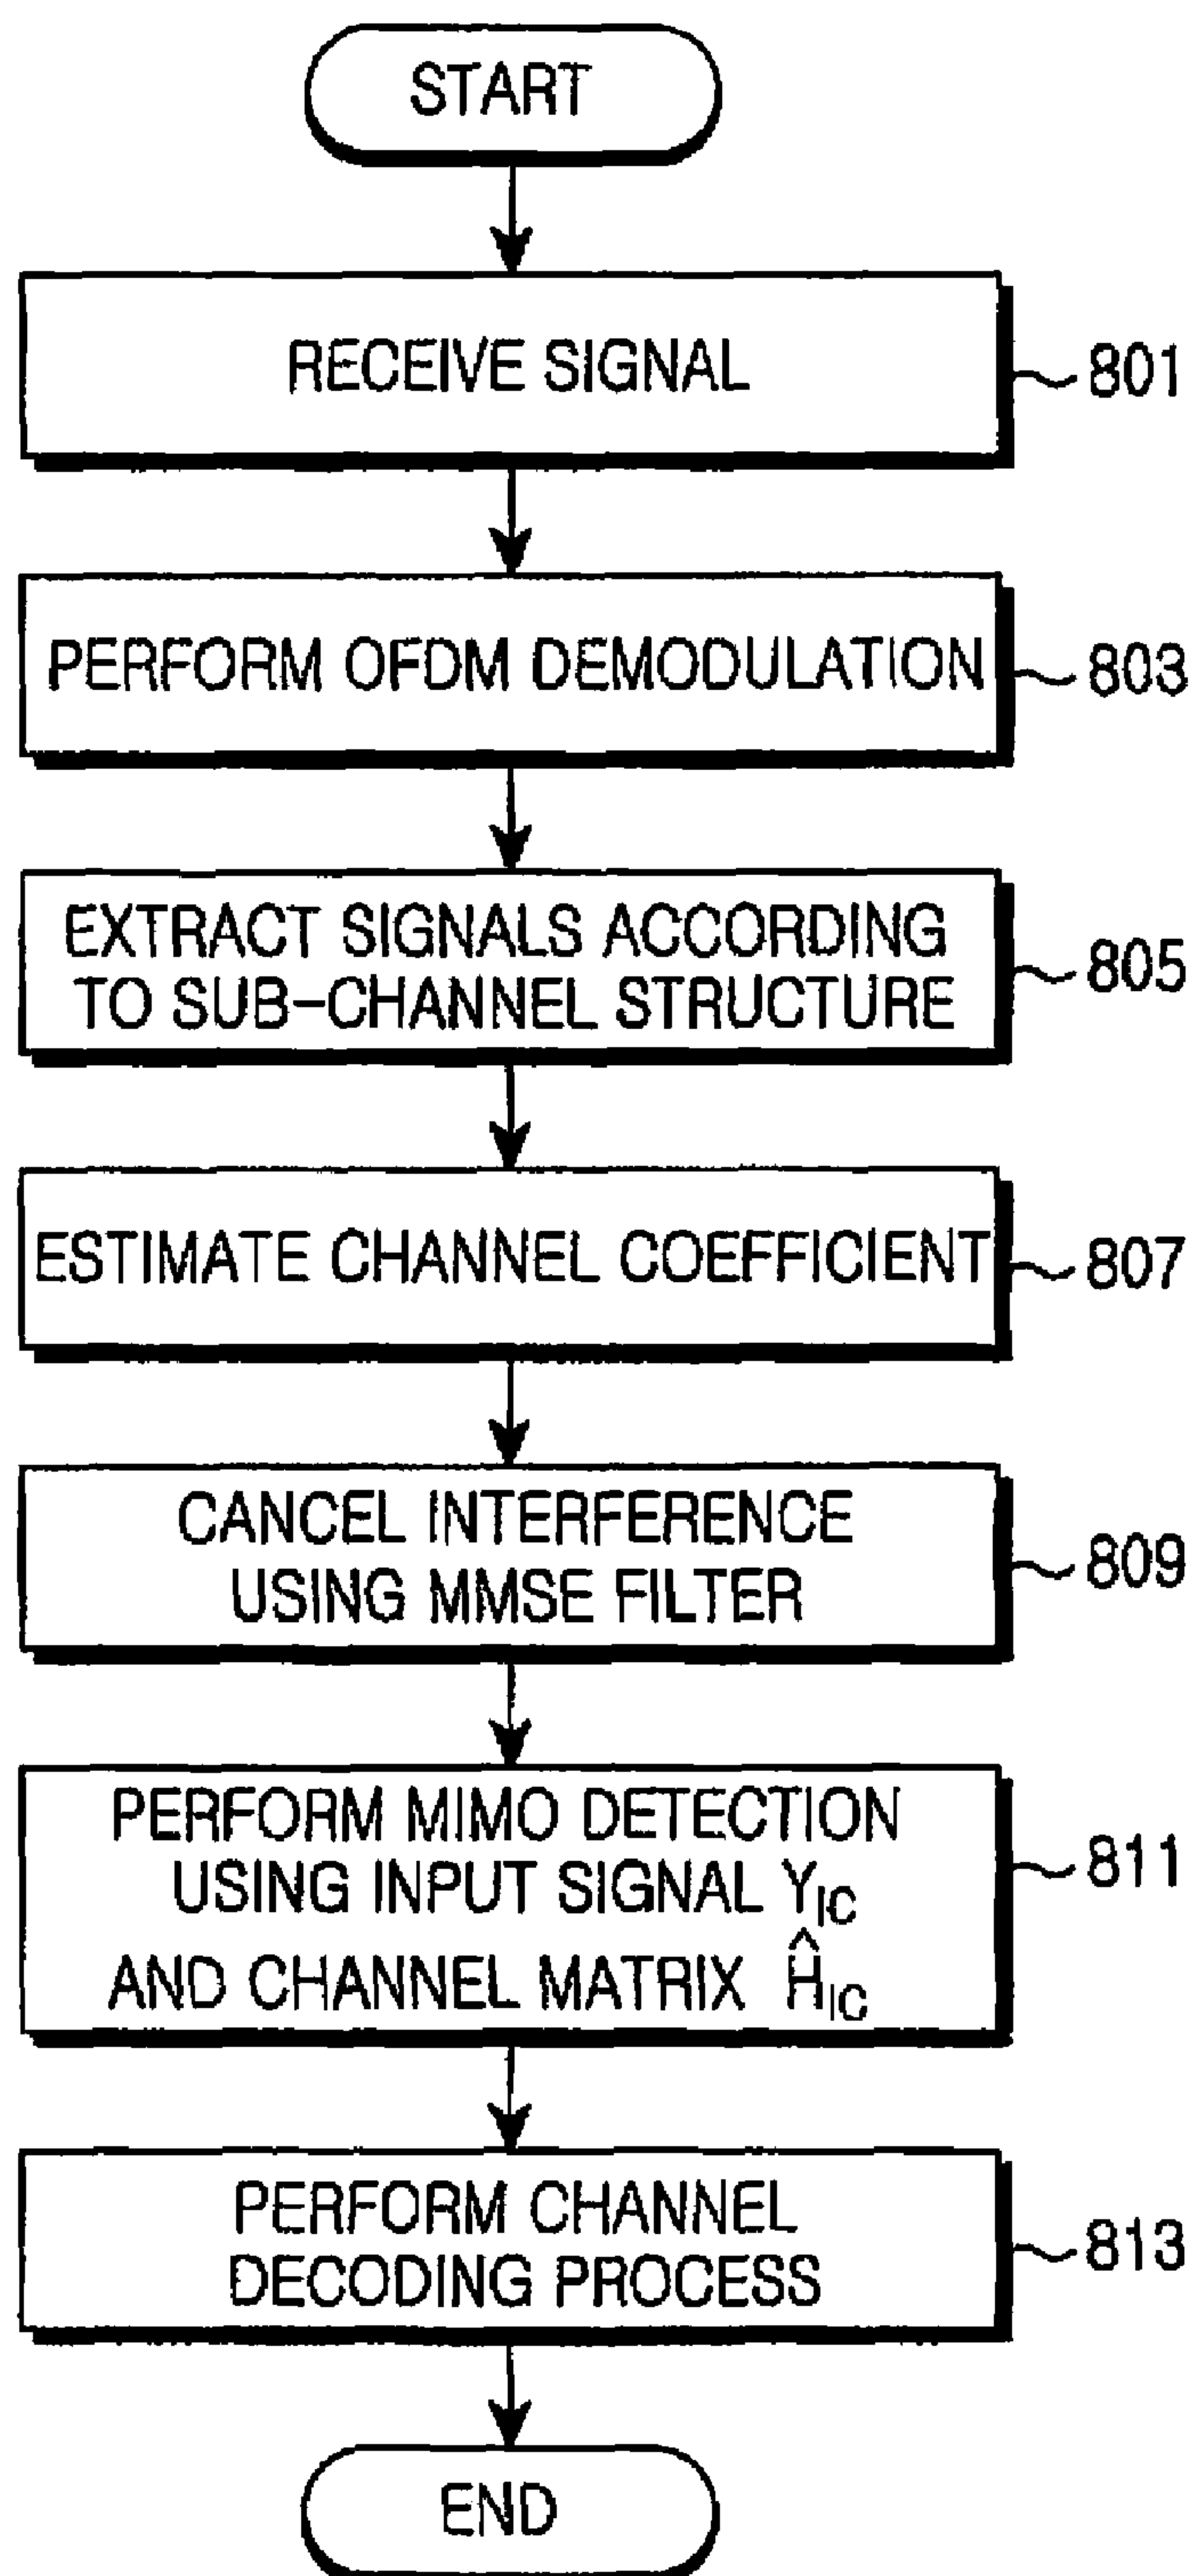 START
RECEIVE SIGNAL
801
PERFORM OFDM DEMODULATION
803
EXTRACT SIGNALS ACCORDING
TO SUB-CHANNEL STRUCTURE
805
ESTIMATE CHANNEL COEFFICIENT
807
CANCEL INTERFERENCE
USING MMSE FILTER
809
PERFORM MIMO DETECTION
USING INPUT SIGNAL Y_IC
AND CHANNEL MATRIX Ĥ_IC
811
PERFORM CHANNEL
DECODING PROCESS
813
END